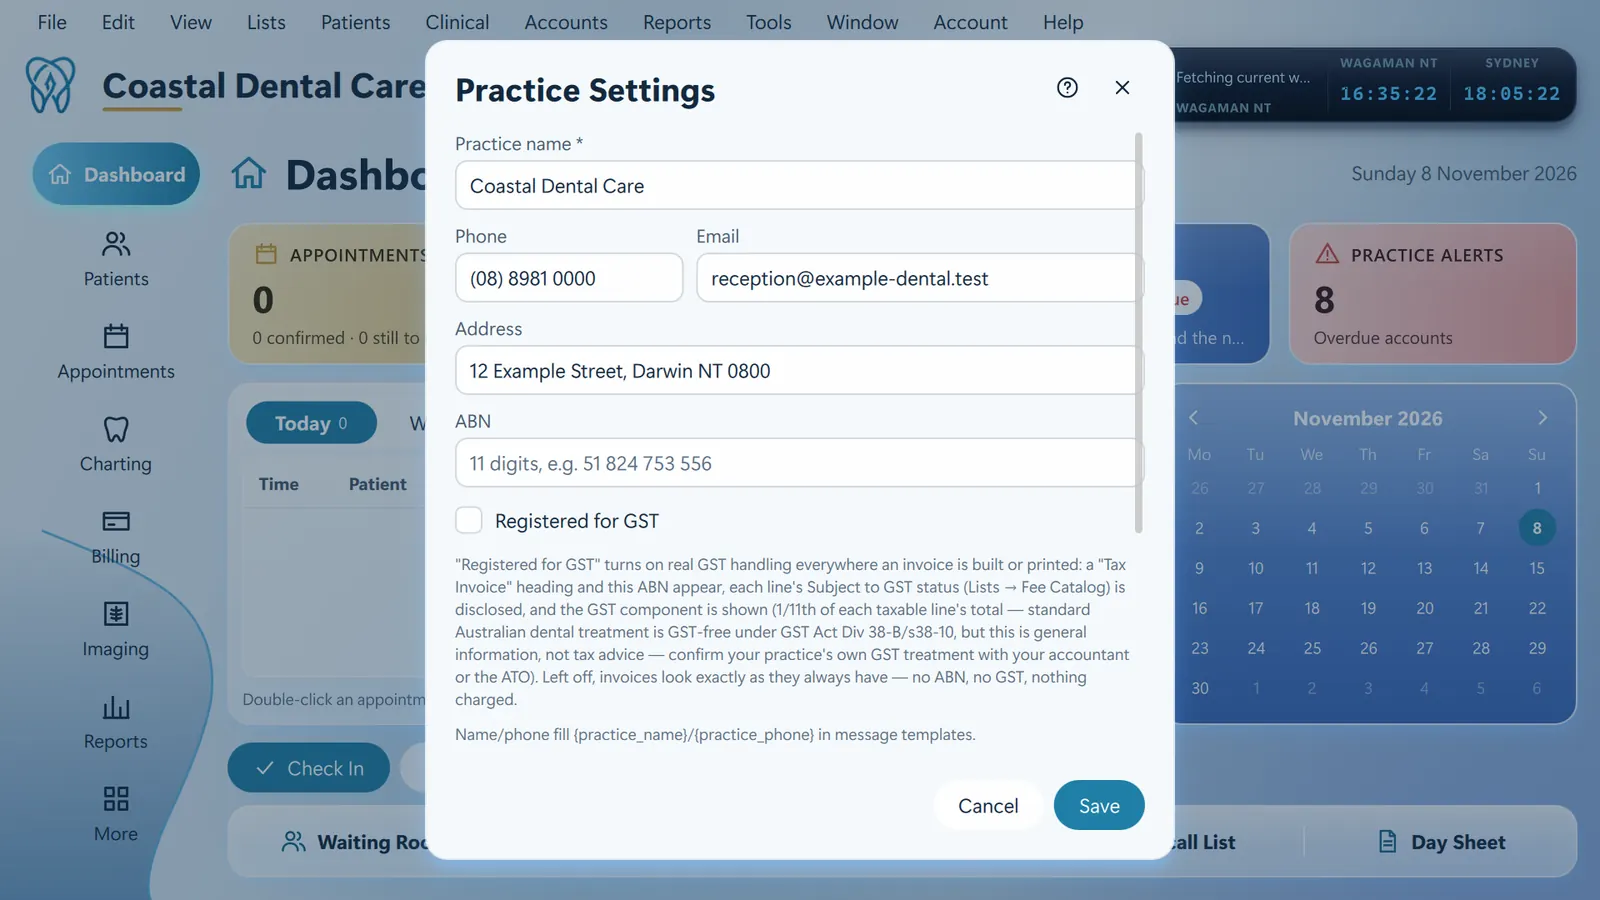 File Edit View Lists Patients Clinical Accounts Reports Tools Window Account Help
Coastal Dental Care
Fetching current w...
WAGAMAN NT
WAGAMAN NT
16:35:22
SYDNEY
18:05:22
Dashboard
Patients
Appointments
Charting
Billing
Imaging
Reports
More
Sunday 8 November 2026
APPOINTMENTS
0
0 confirmed · 0 still to
d the n...
PRACTICE ALERTS
8
Overdue accounts
Today 0
Time Patient
Double-click an appointm
Check In
November 2026
Mo Tu We Th Fr Sa Su
26 27 28 29 30 31 1
2 3 4 5 6 7 8
9 10 11 12 13 14 15
16 17 18 19 20 21 22
23 24 25 26 27 28 29
30 1 2 3 4 5 6
Waiting
List
Day Sheet
Practice Settings
Practice name *
Coastal Dental Care
Phone
(08) 8981 0000
Email
reception@example-dental.test
Address
12 Example Street, Darwin NT 0800
ABN
11 digits, e.g. 51 824 753 556
Registered for GST
"Registered for GST" turns on real GST handling everywhere an invoice is built or printed: a "Tax
Invoice" heading and this ABN appear, each line's Subject to GST status (Lists → Fee Catalog) is
disclosed, and the GST component is shown (1/11th of each taxable line's total — standard
Australian dental treatment is GST-free under GST Act Div 38-B/s38-10, but this is general
information, not tax advice — confirm your practice's own GST treatment with your accountant
or the ATO). Left off, invoices look exactly as they always have — no ABN, no GST, nothing
charged.
Name/phone fill {practice_name}/{practice_phone} in message templates.
Cancel
Save